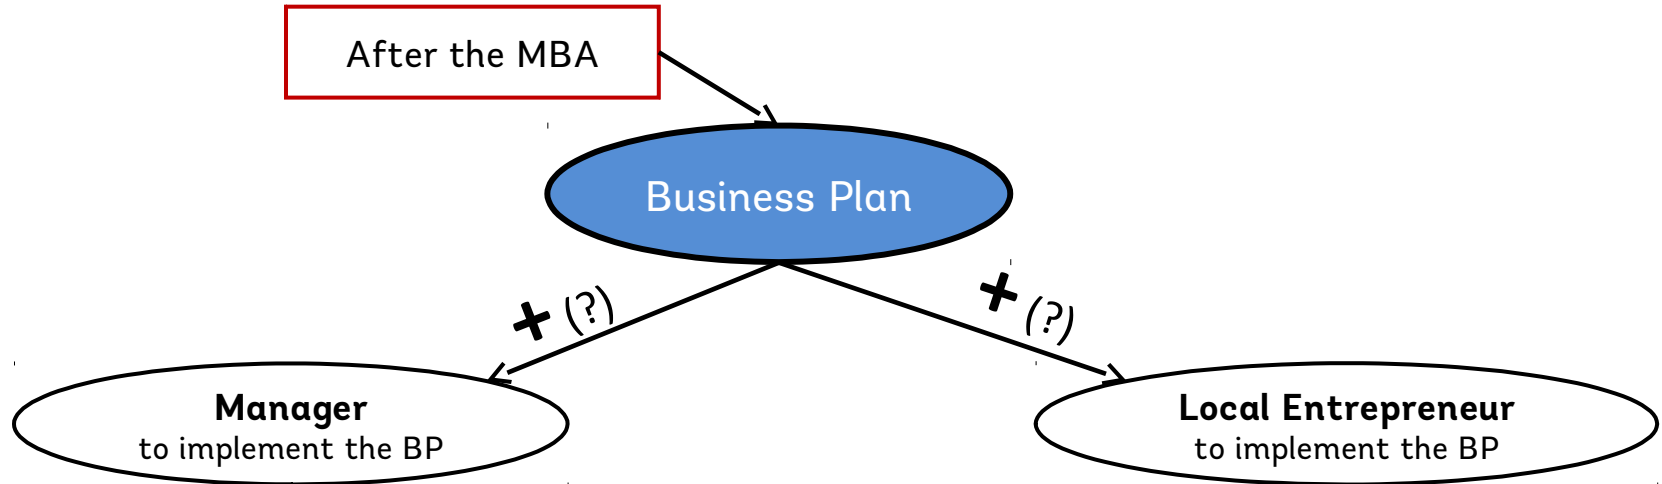 After the MBA
Business Plan
+ (?)
+ (?)
Manager
to implement the BP
Local Entrepreneur
to implement the BP